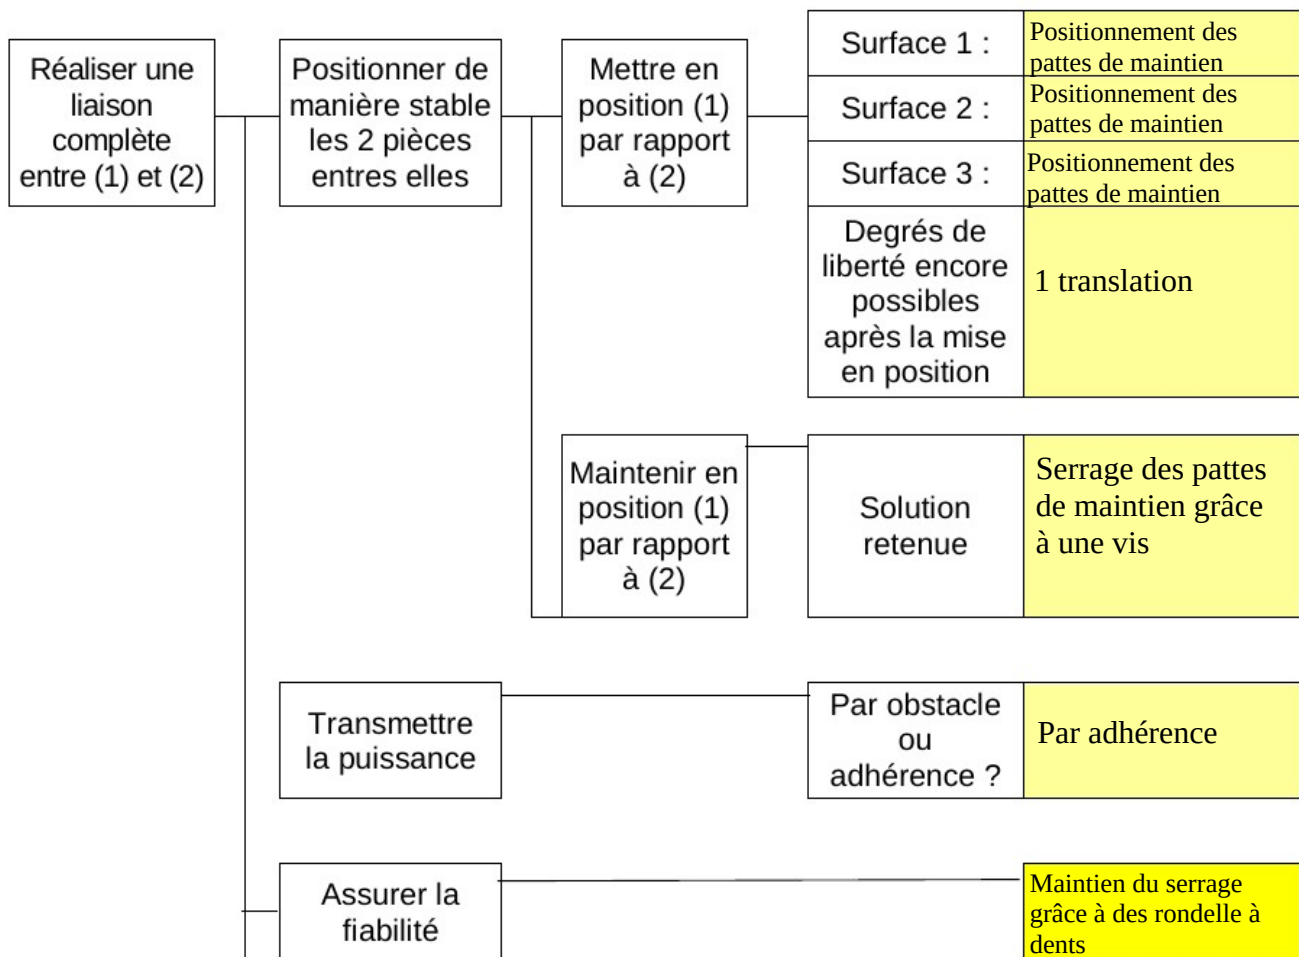 Réaliser une
liaison
complète
entre (1) et (2)
Positionner de
manière stable
les 2 pièces
entres elles
Mettre en
position (1)
par rapport
à (2)
Surface 1 :
Positionnement des
pattes de maintien
Surface 2 :
Positionnement des
pattes de maintien
Surface 3 :
Positionnement des
pattes de maintien
Degrés de
liberté encore
possibles
après la mise
en position
1 translation
Maintenir en
position (1)
par rapport
à (2)
Solution
retenue
Serrage des pattes
de maintien grâce
à une vis
Transmettre
la puissance
Par obstacle
ou
adhérence ?
Par adhérence
Assurer la
fiabilité
Maintien du serrage
grâce à des rondelle à
dents